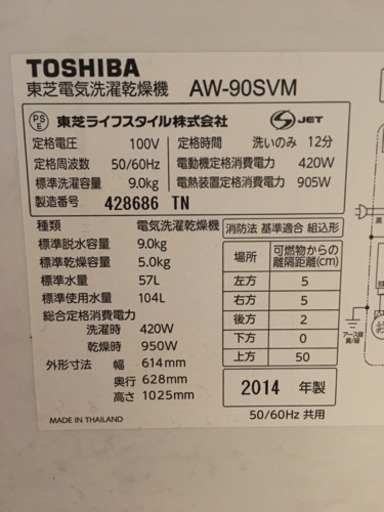 TOSHIBA
東芝電気洗濯乾燥機 AW-90SVM
PSE 東芝ライフスタイル株式会社 S JET
定格電圧 100V 定格時間 洗いのみ 12分
定格周波数 50/60Hz 電動機定格消費電力 420W
標準洗濯容量 9.0kg 電熱装置定格消費電力 905W
製造番号 428686 TN
種類 電気洗濯乾燥機
標準脱水容量 9.0kg
標準乾燥容量 5.0kg
標準水量 57L
標準使用水量 104L
総合定格消費電力
洗濯時 420W
乾燥時 950W
外形寸法 幅 614mm
奥行 628mm
高さ 1025mm
MADE IN THAILAND
消防法 基準適合 組込形
場所 可燃物からの離隔距離(cm)
左方 5
右方 5
後方 2
下方 0
上方 50
2014 年製
50/60Hz 共用
アース線